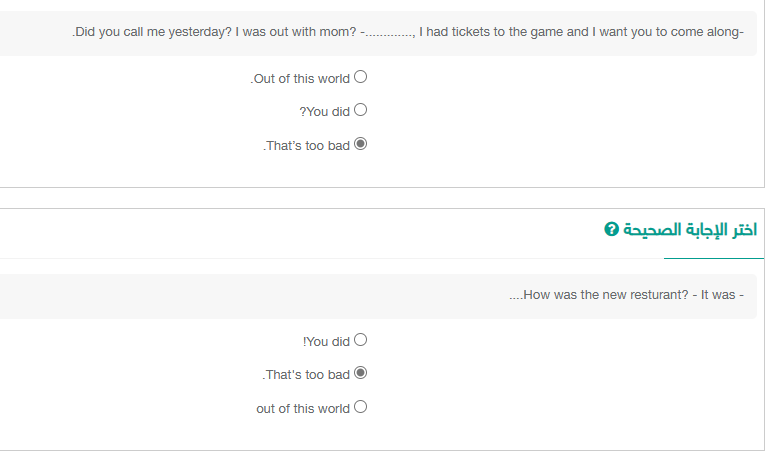 .Did you call me yesterday? I was out with mom? -............., I had tickets to the game and I want you to come along-
.Out of this world
?You did
.That's too bad
اختر الإجابة الصحيحة ?
....How was the new resturant? - It was -
!You did
.That's too bad
out of this world